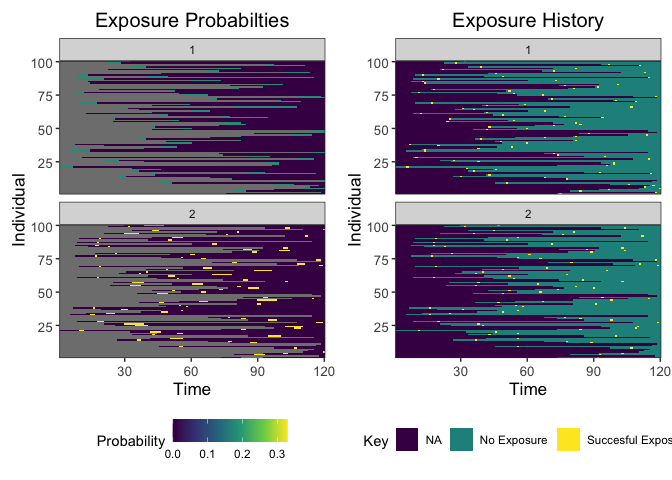 Exposure Probabilties
Exposure History
1
1
100
75
50
25
100
75
50
25
2
2
100
75
50
25
100
75
50
25
Individual
Individual
30
60
90
120
30
60
90
120
Time
Time
Probability
0.0
0.1
0.2
0.3
Key
NA
No Exposure
Succesful Expos